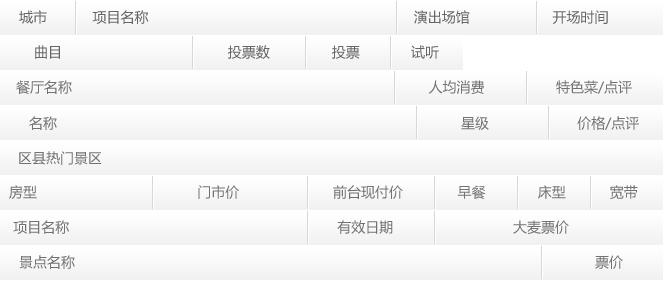 城市 项目名称 演出场馆 开场时间
曲目 投票数 投票 试听
餐厅名称 人均消费 特色菜/点评
名称 星级 价格/点评
区县热门景区
房型 门市价 前台现付价 早餐 床型 宽带
项目名称 有效日期 大麦票价
景点名称 票价